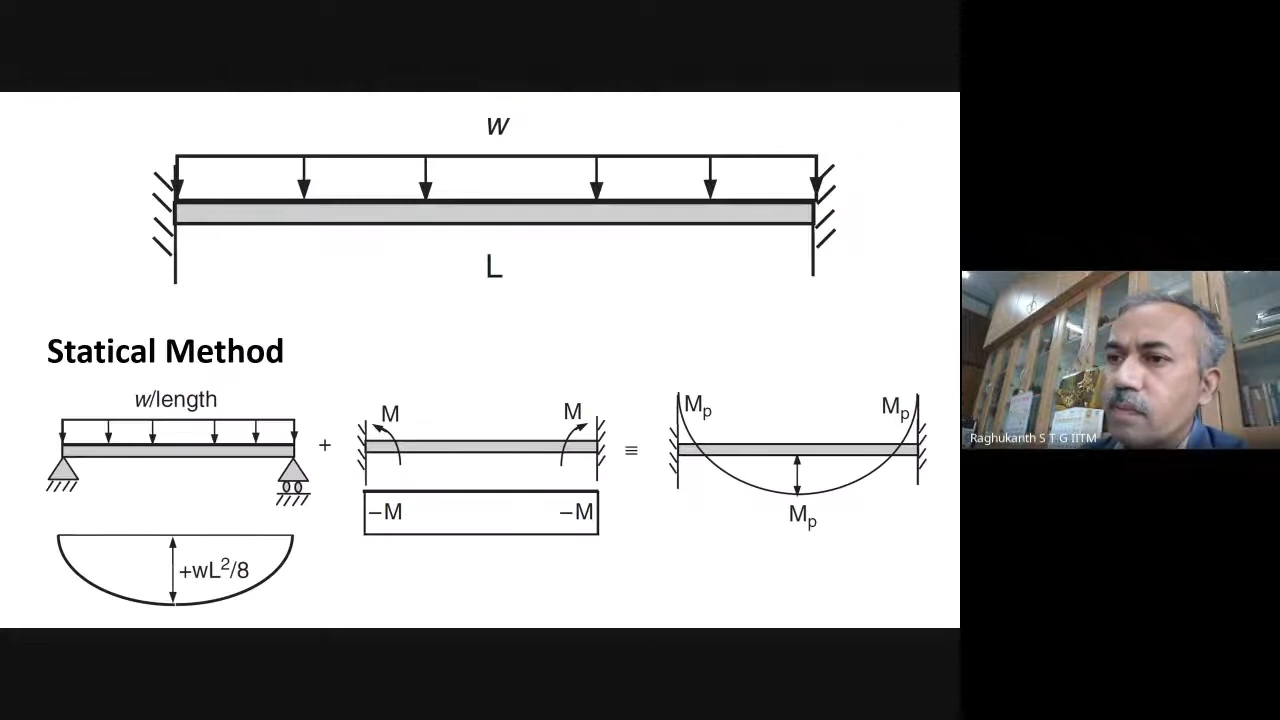 w
L
Statical Method
w/length
+
M
M
≡
Mp
Mp
−M
−M
Mp
+wL²/8
Raghukanth S T G IITM